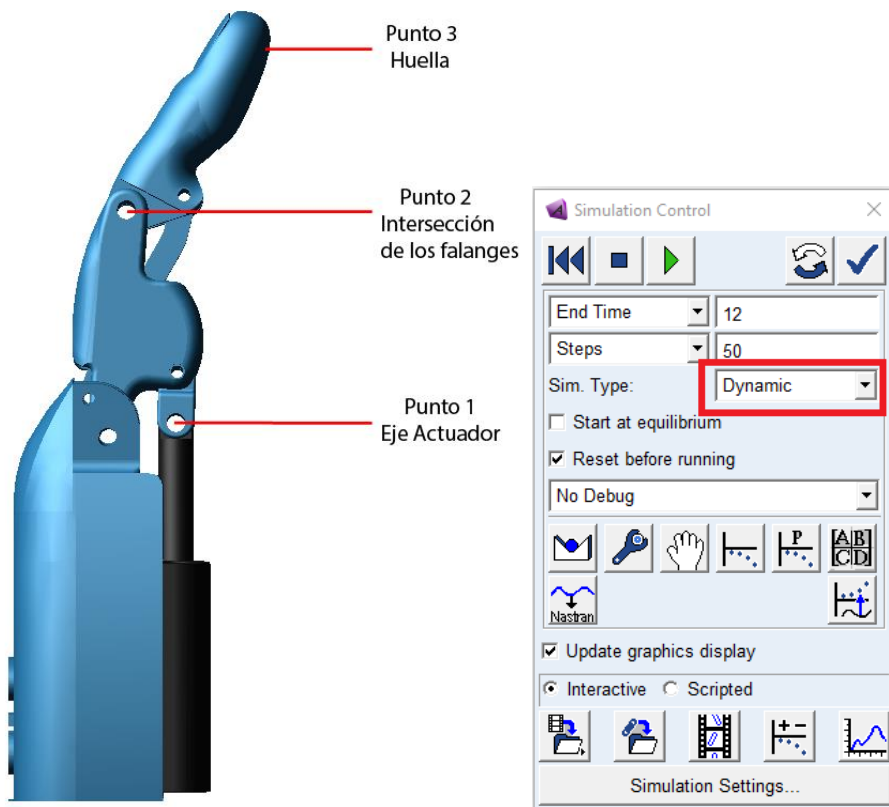 Punto 3
Huella
Punto 2
Intersección
de los falanges
Punto 1
Eje Actuador
Simulation Control
End Time
12
Steps
50
Sim. Type:
Dynamic
Start at equilibrium
Reset before running
No Debug
P
A B
C D
Nastran
Update graphics display
Interactive
Scripted
Simulation Settings...